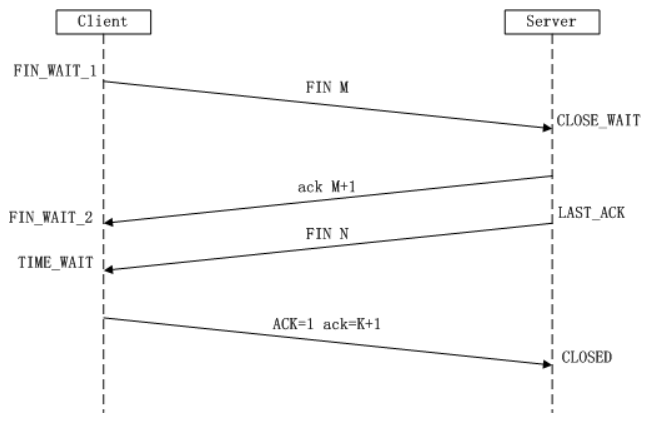 Client
Server
FIN_WAIT_1
FIN M
CLOSE_WAIT
ack M+1
FIN_WAIT_2
LAST_ACK
FIN N
TIME_WAIT
ACK=1 ack=K+1
CLOSED